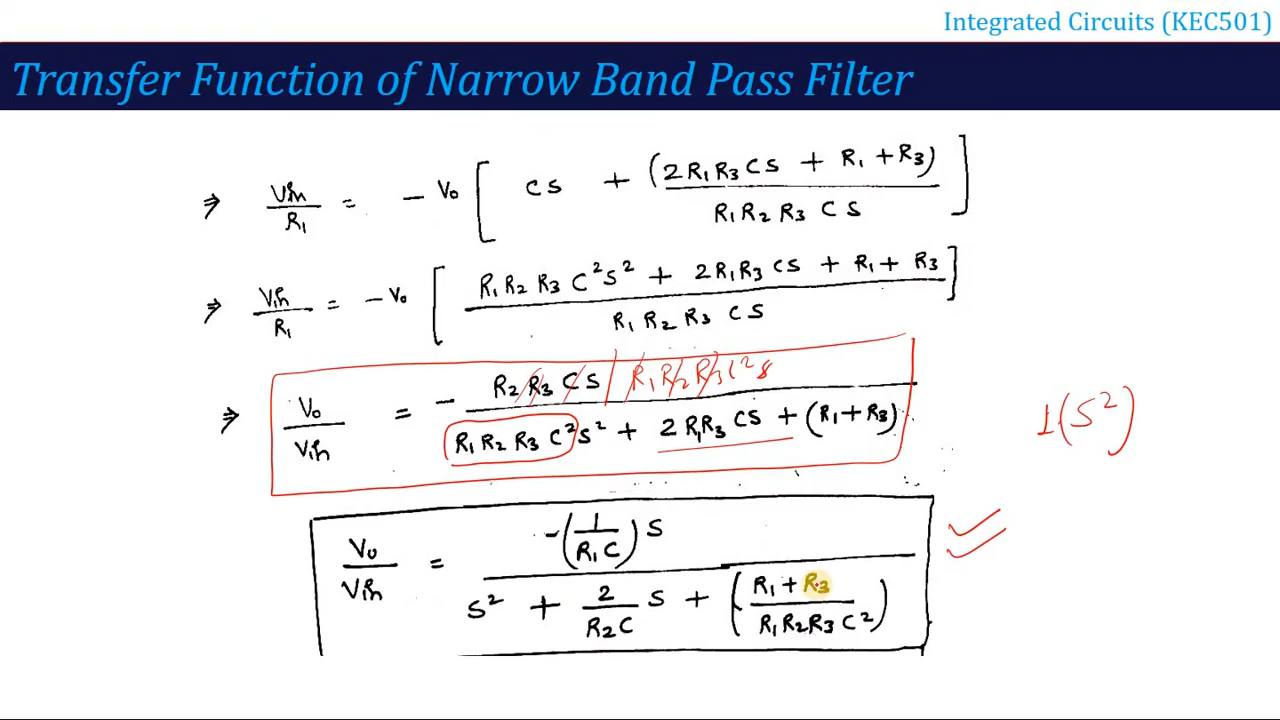 Integrated Circuits (KEC501)
Transfer Function of Narrow Band Pass Filter
⇒ Vin/R1 = - Vo [ CS + (2R1R3CS + R1 + R3) / R1R2R3CS ]
⇒ Vin/R1 = - Vo [ R1R2R3C²S² + 2R1R3CS + R1 + R3 / R1R2R3CS ]
⇒ Vo/Vin = - R2R3CS / R1R2R3C²S / R1R2R3C²S² + 2R1R3CS + (R1+R3)
1(S²)
Vo/Vin = -(1/R1C)S / S² + 2/R2C S + (R1+R3/R1R2R3C²)